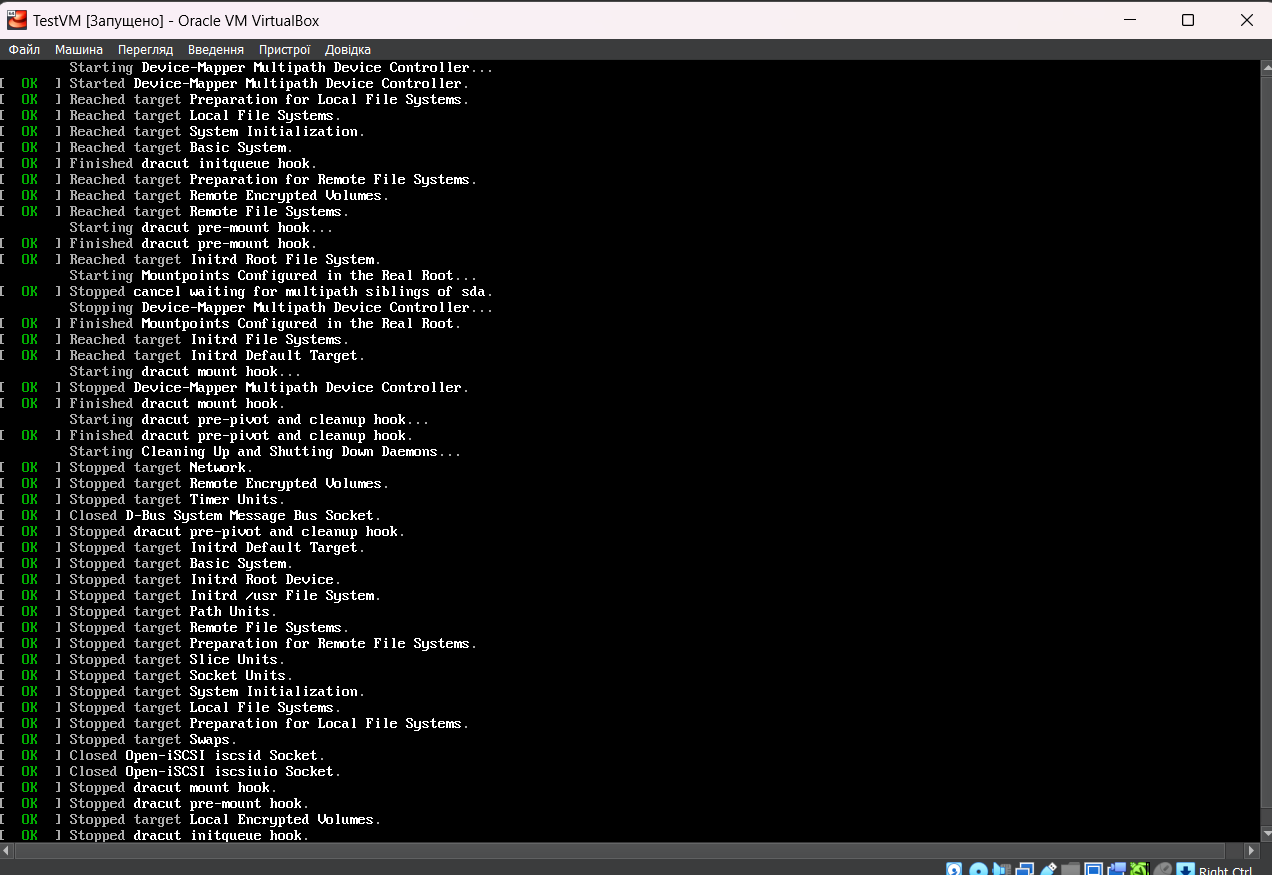 TestVM [Запущено] - Oracle VM VirtualBox
Файл Машина Перегляд Введення Пристрої Довідка
Starting Device-Mapper Multipath Device Controller...
[ OK ] Started Device-Mapper Multipath Device Controller.
[ OK ] Reached target Preparation for Local File Systems.
[ OK ] Reached target Local File Systems.
[ OK ] Reached target System Initialization.
[ OK ] Reached target Basic System.
[ OK ] Finished dracut initqueue hook.
[ OK ] Reached target Preparation for Remote File Systems.
[ OK ] Reached target Remote Encrypted Volumes.
[ OK ] Reached target Remote File Systems.
Starting dracut pre-mount hook...
[ OK ] Finished dracut pre-mount hook.
[ OK ] Reached target Initrd Root File System.
Starting Mountpoints Configured in the Real Root...
[ OK ] Stopped cancel waiting for multipath siblings of sda.
Stopping Device-Mapper Multipath Device Controller...
[ OK ] Finished Mountpoints Configured in the Real Root.
[ OK ] Reached target Initrd File Systems.
[ OK ] Reached target Initrd Default Target.
Starting dracut mount hook...
[ OK ] Stopped Device-Mapper Multipath Device Controller.
[ OK ] Finished dracut mount hook.
Starting dracut pre-pivot and cleanup hook...
[ OK ] Finished dracut pre-pivot and cleanup hook.
Starting Cleaning Up and Shutting Down Daemons...
[ OK ] Stopped target Network.
[ OK ] Stopped target Remote Encrypted Volumes.
[ OK ] Stopped target Timer Units.
[ OK ] Closed D-Bus System Message Bus Socket.
[ OK ] Stopped dracut pre-pivot and cleanup hook.
[ OK ] Stopped target Initrd Default Target.
[ OK ] Stopped target Basic System.
[ OK ] Stopped target Initrd Root Device.
[ OK ] Stopped target Initrd /usr File System.
[ OK ] Stopped target Path Units.
[ OK ] Stopped target Remote File Systems.
[ OK ] Stopped target Preparation for Remote File Systems.
[ OK ] Stopped target Slice Units.
[ OK ] Stopped target Socket Units.
[ OK ] Stopped target System Initialization.
[ OK ] Stopped target Local File Systems.
[ OK ] Stopped target Preparation for Local File Systems.
[ OK ] Stopped target Swaps.
[ OK ] Closed Open-iSCSI iscsid Socket.
[ OK ] Closed Open-iSCSI iscsiuio Socket.
[ OK ] Stopped dracut mount hook.
[ OK ] Stopped dracut pre-mount hook.
[ OK ] Stopped target Local Encrypted Volumes.
[ OK ] Stopped dracut initqueue hook.
Right Ctrl